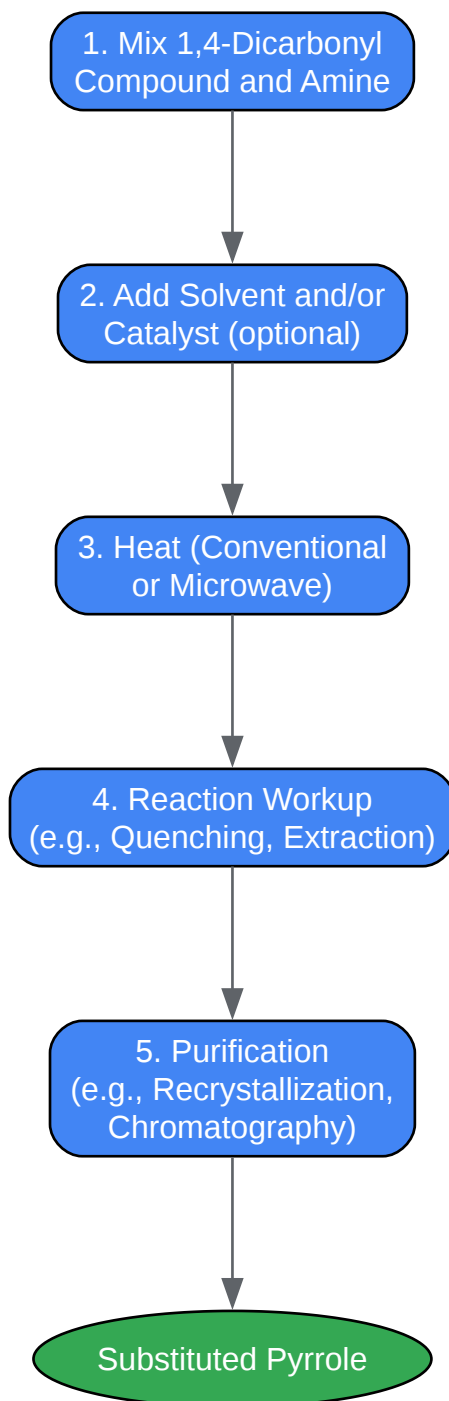 1. Mix 1,4-Dicarbonyl
Compound and Amine
2. Add Solvent and/or
Catalyst (optional)
3. Heat (Conventional
or Microwave)
4. Reaction Workup
(e.g., Quenching, Extraction)
5. Purification
(e.g., Recrystallization,
Chromatography)
Substituted Pyrrole